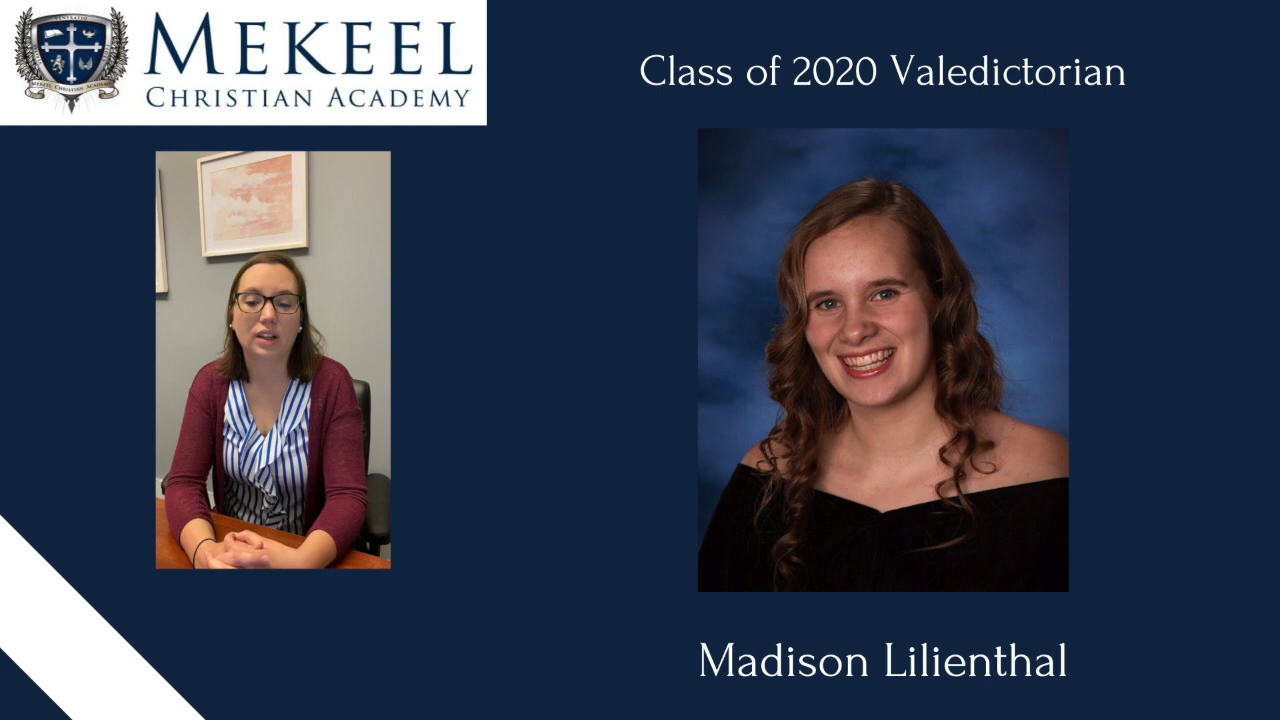 MEKEEL
CHRISTIAN ACADEMY
Class of 2020 Valedictorian
Madison Lilienthal